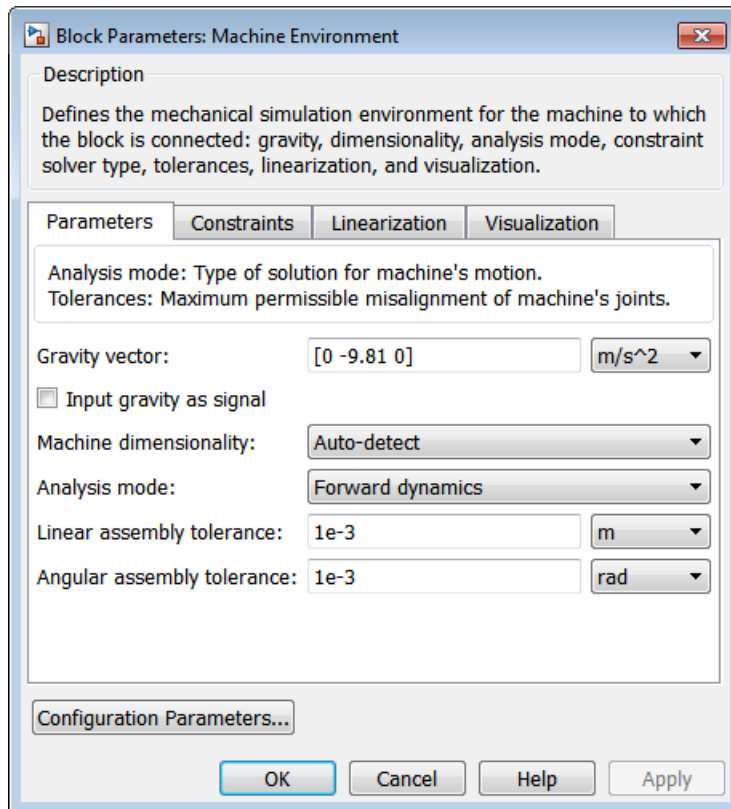 Block Parameters: Machine Environment
Description
Defines the mechanical simulation environment for the machine to which
the block is connected: gravity, dimensionality, analysis mode, constraint
solver type, tolerances, linearization, and visualization.
Parameters Constraints Linearization Visualization
Analysis mode: Type of solution for machine's motion.
Tolerances: Maximum permissible misalignment of machine's joints.
Gravity vector: [0 -9.81 0] m/s^2
Input gravity as signal
Machine dimensionality: Auto-detect
Analysis mode: Forward dynamics
Linear assembly tolerance: 1e-3 m
Angular assembly tolerance: 1e-3 rad
Configuration Parameters...
OK Cancel Help Apply